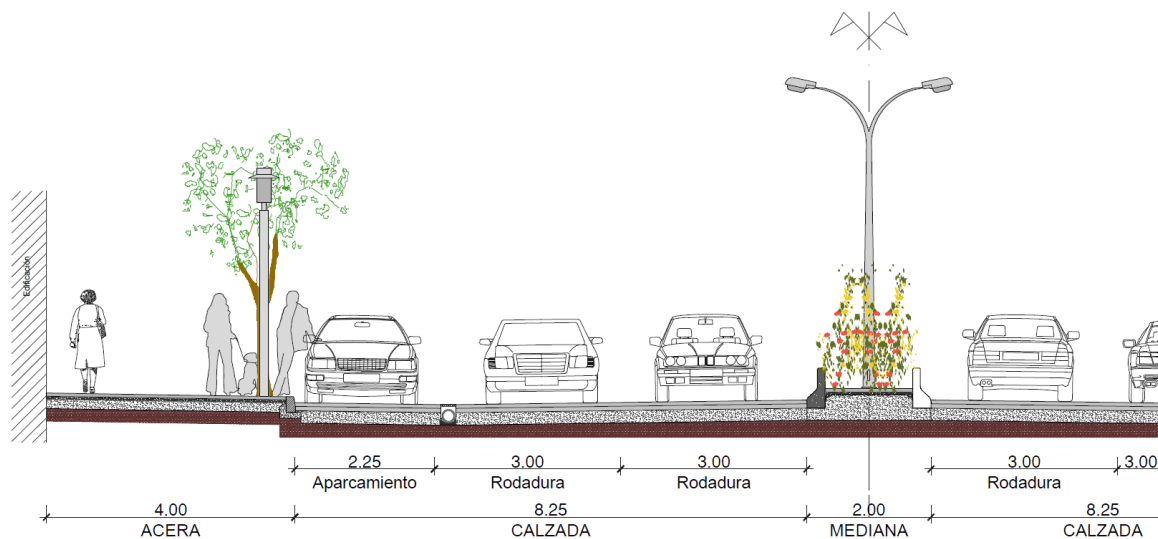 Edificación
2.25
3.00
3.00
3.00
3.00
Aparcamiento
Rodadura
Rodadura
Rodadura
4.00
8.25
2.00
8.25
ACERA
CALZADA
MEDIANA
CALZADA